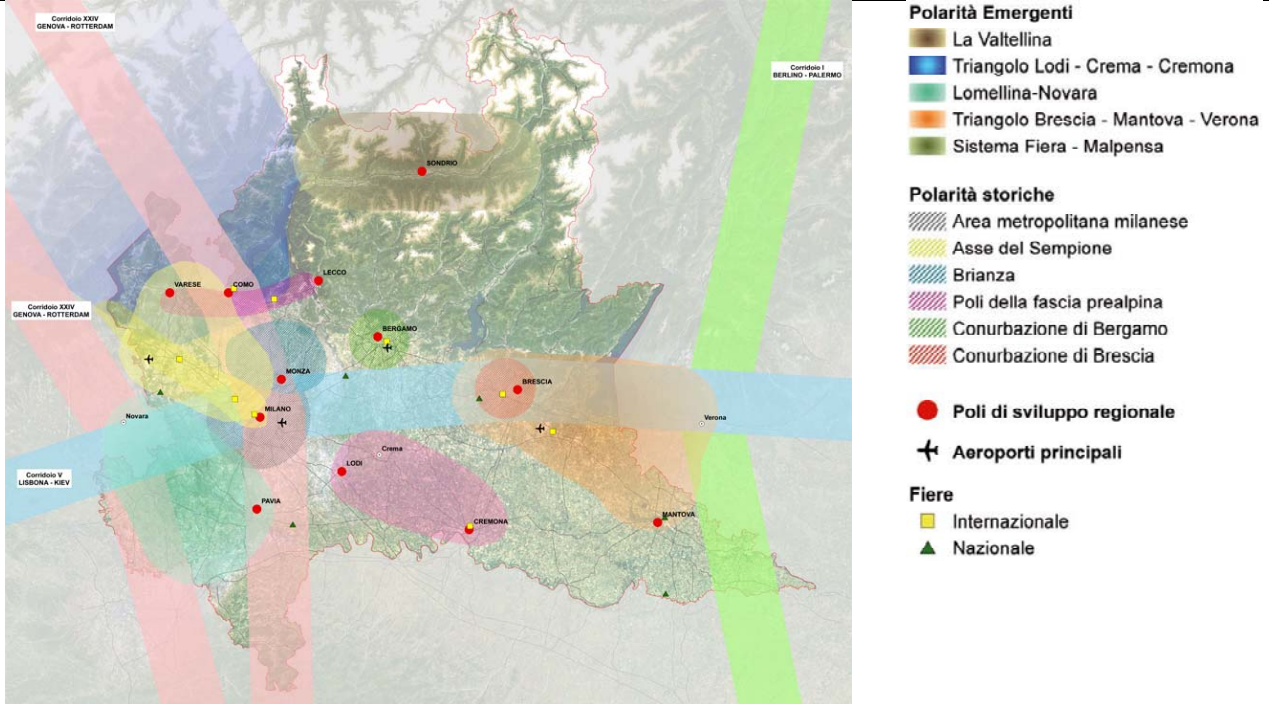 Corridoio XXIV
GENOVA - ROTTERDAM
Corridoio I
BERLINO - PALERMO
SONDRIO
LECCO
VARESE
COMO
Corridoio XXIV
GENOVA - ROTTERDAM
BERGAMO
MONZA
BRESCIA
Novara
MILANO
Verona
Crema
LODI
Corridoio V
LISBONA - KIEV
PAVIA
CREMONA
MANTOVA
Polarità Emergenti
La Valtellina
Triangolo Lodi - Crema - Cremona
Lomellina-Novara
Triangolo Brescia - Mantova - Verona
Sistema Fiera - Malpensa
Polarità storiche
Area metropolitana milanese
Asse del Sempione
Brianza
Poli della fascia prealpina
Conurbazione di Bergamo
Conurbazione di Brescia
Poli di sviluppo regionale
Aeroporti principali
Fiere
Internazionale
Nazionale